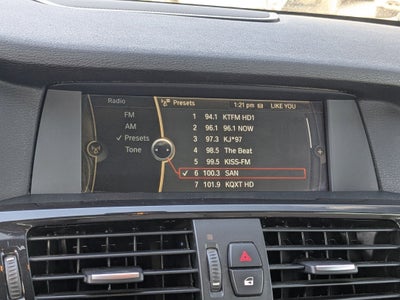 Radio
Presets
1:21 pm
LIKE YOU
FM
AM
Presets
Tone
1 94.1 KTFM HD1
2 96.1 96.1 NOW
3 97.3 KJ*97
4 98.5 The Beat
5 99.5 KISS-FM
6 100.3 SAN
7 101.9 KQXT HD